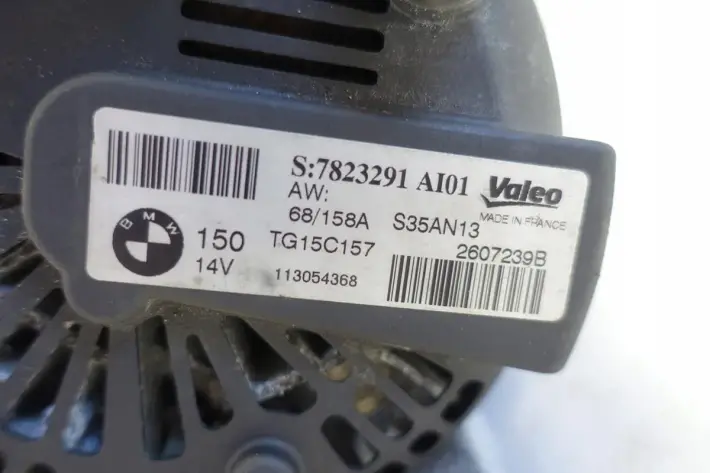 S:7823291 AI01 Valeo
AW:
68/158A S35AN13 MADE IN FRANCE
BMW 150 TG15C157 2607239B
14V 113054368